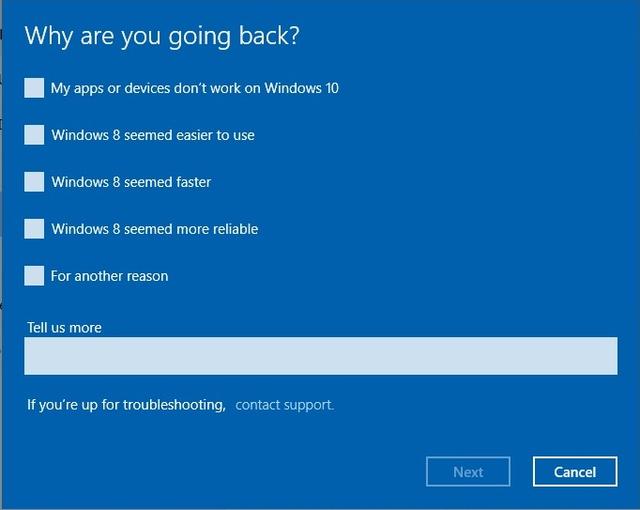 Why are you going back?
My apps or devices don't work on Windows 10
Windows 8 seemed easier to use
Windows 8 seemed faster
Windows 8 seemed more reliable
For another reason
Tell us more
If you're up for troubleshooting, contact support.
Next Cancel